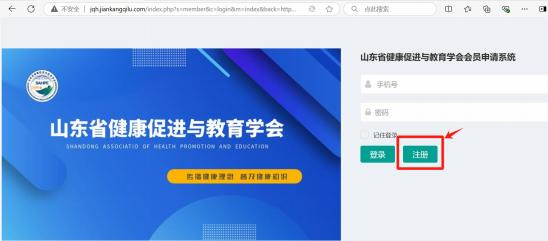 不安全 | jqh.jiankangqilu.com/index.php?s=member&c=login&m=index&back=http...
点此搜索
SAHPE
山东省健康促进与教育学会
SHANDONG ASSOCIATIO OF HEALTH PROMOTION AND EDUCATION
传播健康理念 普及健康知识
山东省健康促进与教育学会会员申请系统
手机号
密码
记住登录
登录 注册